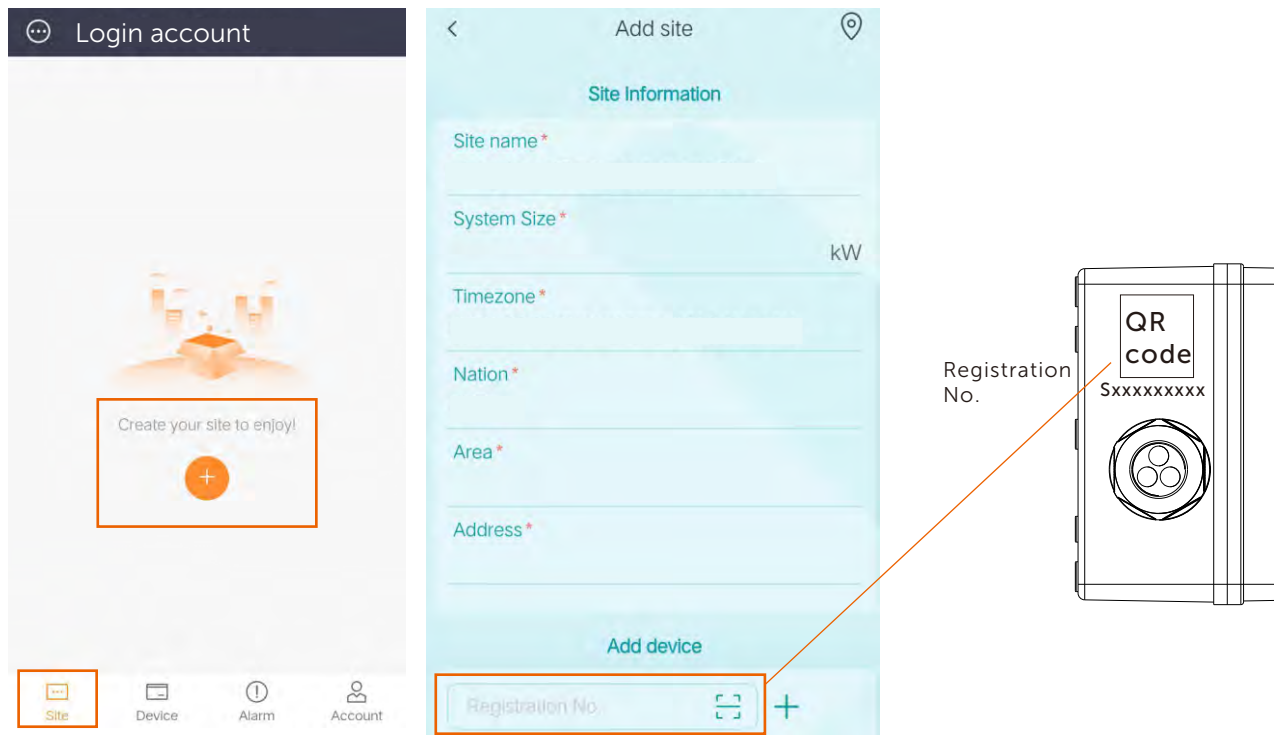 Login account
Create your site to enjoy!
Site
Device
Alarm
Account
Add site
Site Information
Site name*
System Size*
kW
Timezone*
Nation*
Area*
Address*
Add device
Registration No.
Registration
No.
QR
code
Sxxxxxxxxx